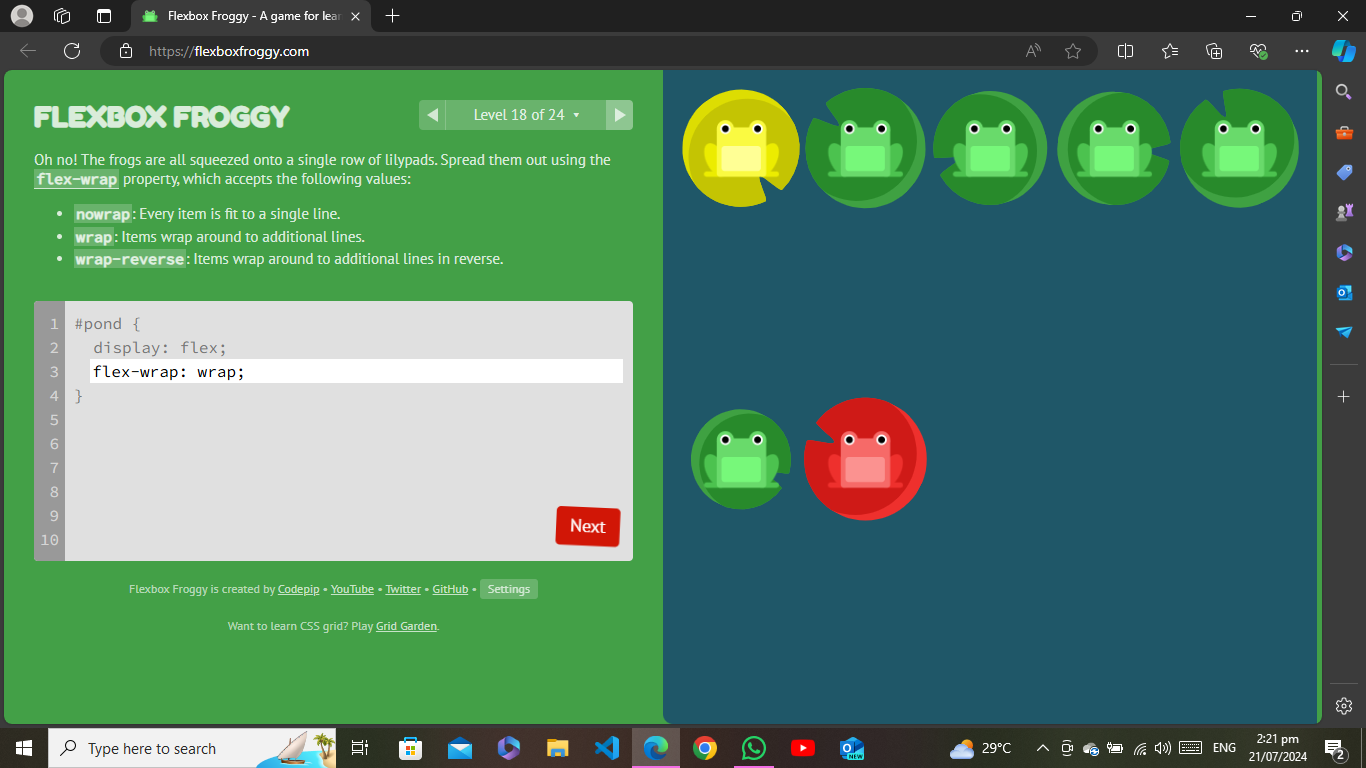 Flexbox Froggy - A game for lear
https://flexboxfroggy.com
FLEXBOX FROGGY
Level 18 of 24
Oh no! The frogs are all squeezed onto a single row of lilypads. Spread them out using the
flex-wrap property, which accepts the following values:
• nowrap: Every item is fit to a single line.
• wrap: Items wrap around to additional lines.
• wrap-reverse: Items wrap around to additional lines in reverse.
1 #pond {
2 display: flex;
3 flex-wrap: wrap;
4 }
5
6
7
8
9
10
Next
Flexbox Froggy is created by Codepip • YouTube • Twitter • GitHub • Settings
Want to learn CSS grid? Play Grid Garden.
Type here to search
NEW
29°C
ENG
2:21 pm
21/07/2024
2